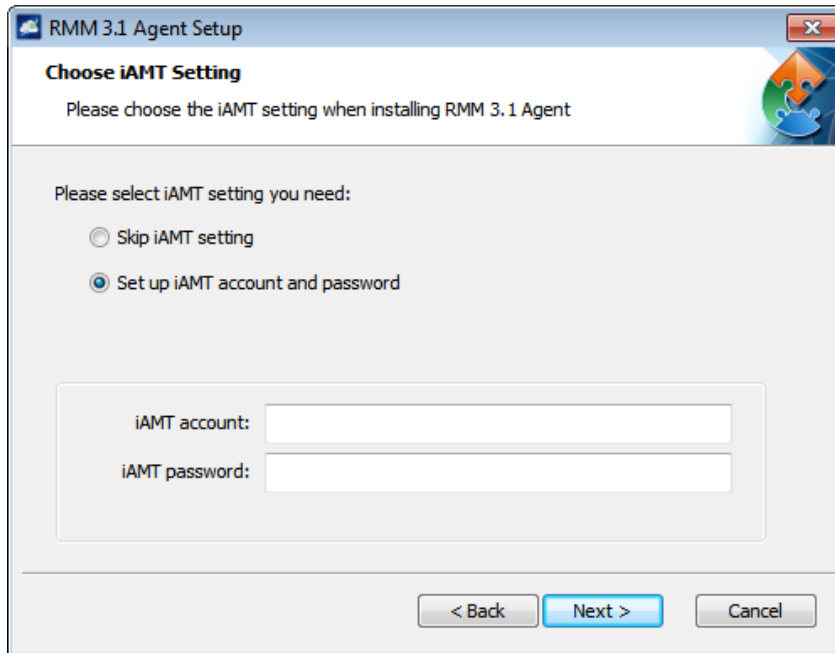 RMM 3.1 Agent Setup
Choose iAMT Setting
Please choose the iAMT setting when installing RMM 3.1 Agent
Please select iAMT setting you need:
Skip iAMT setting
Set up iAMT account and password
iAMT account:
iAMT password:
< Back Next > Cancel